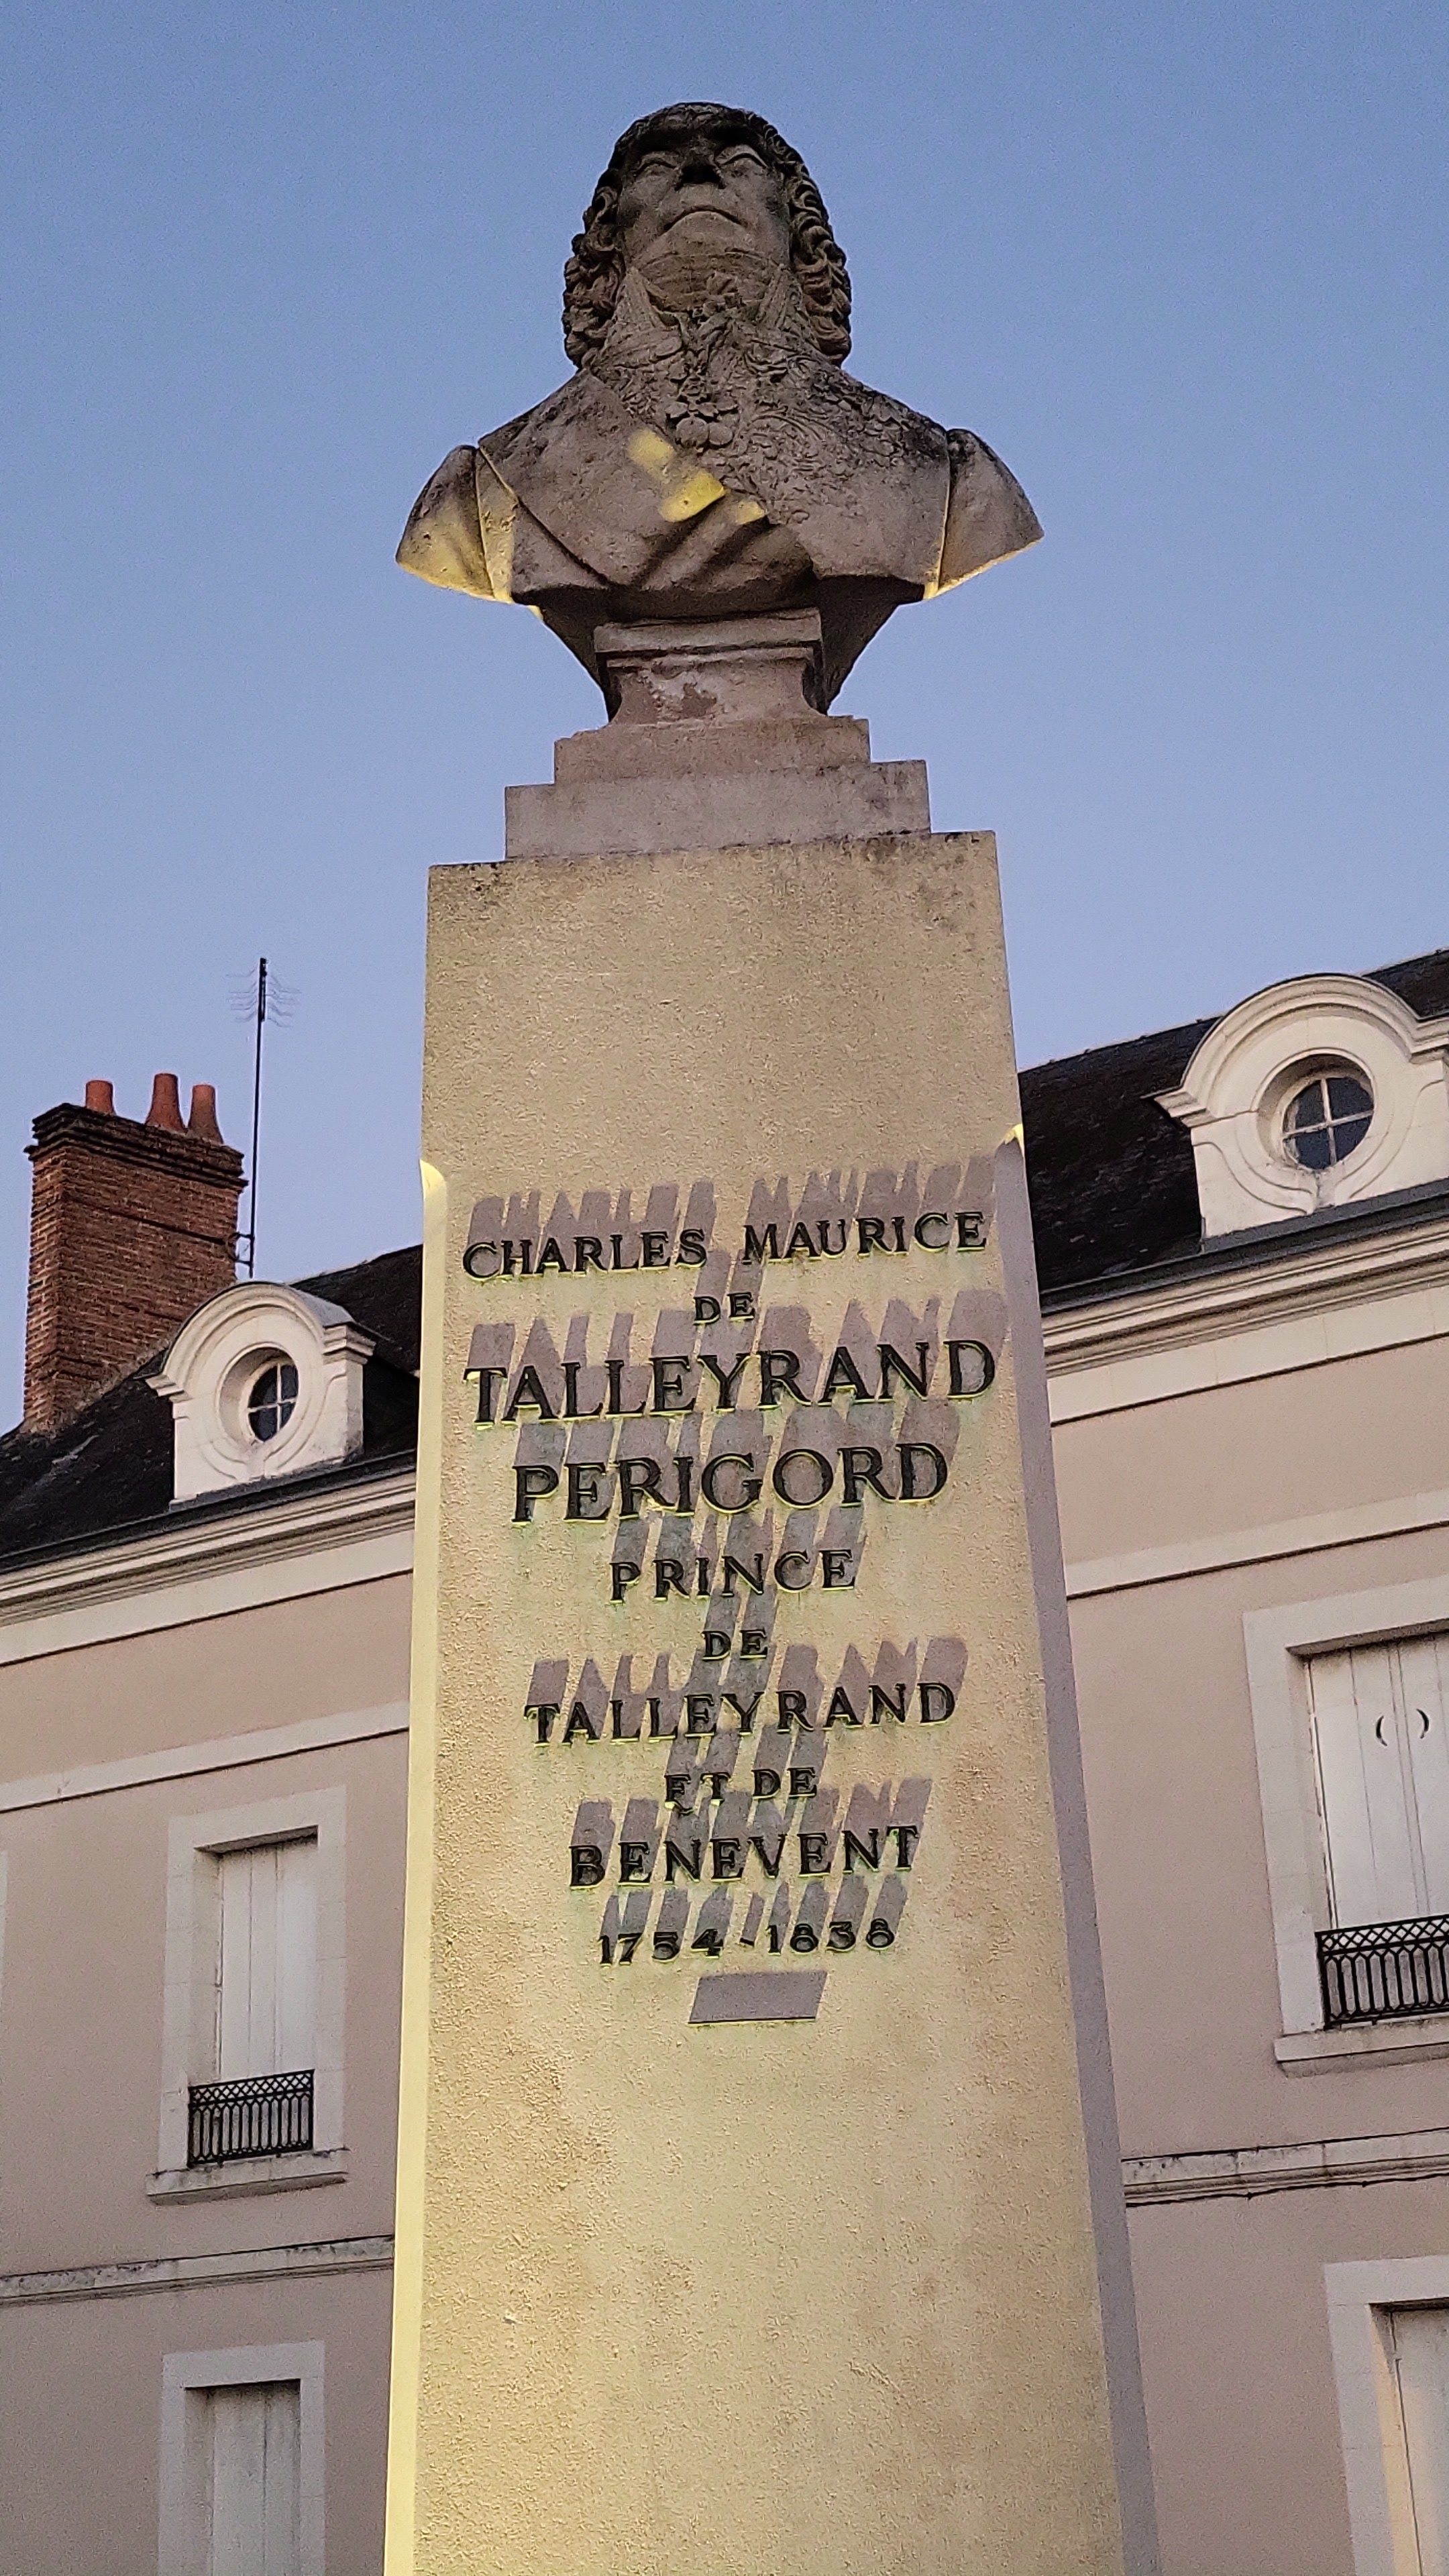 CHARLES MAURICE
DE
TALLEYRAND
PERIGORD
PRINCE
DE
TALLEYRAND
ET DE
BENEVENT
1754-1838